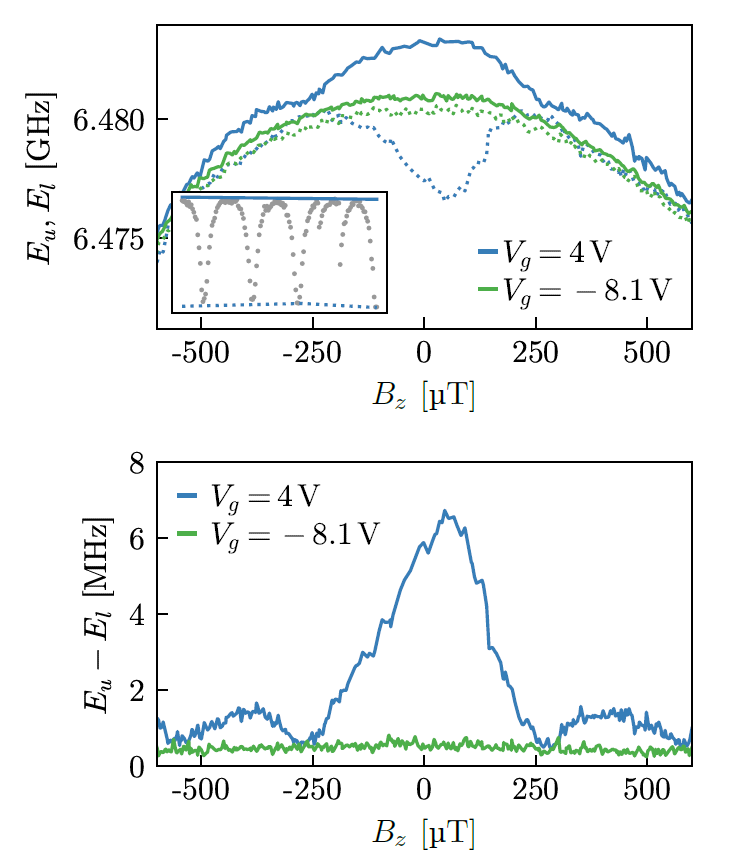 E_u, E_l [GHz]
6.480
6.475
V_g = 4 V
V_g = −8.1 V
-500 -250 0 250 500
B_z [µT]
E_u − E_l [MHz]
8
6
4
2
0
V_g = 4 V
V_g = −8.1 V
-500 -250 0 250 500
B_z [µT]